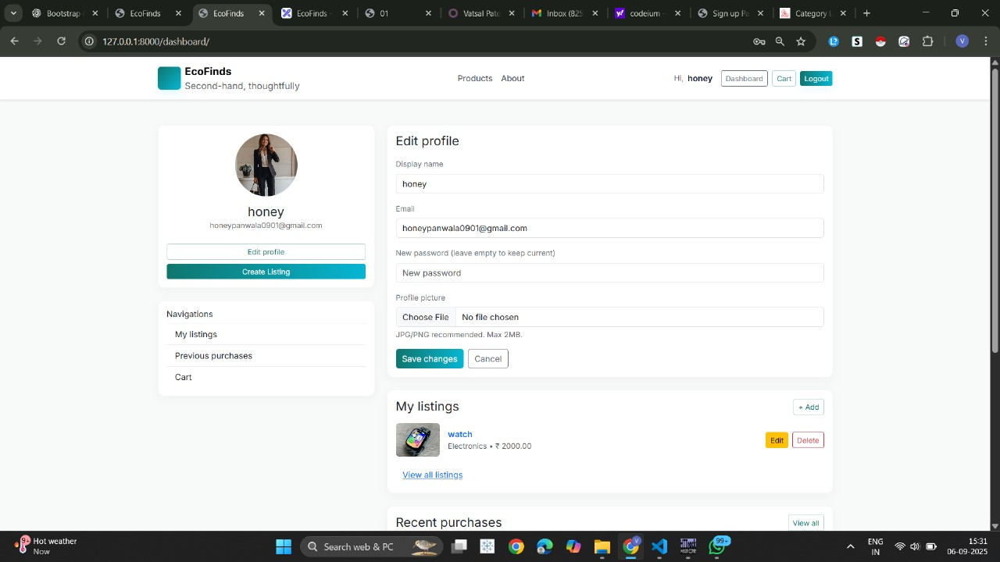 Bootstrap
EcoFinds
EcoFinds
EcoFinds
01
Vatsal Pate
Inbox (825
codeium -
Sign up Pa
Category L
127.0.0.1:8000/dashboard/
V
EcoFinds
Second-hand, thoughtfully
Products
About
Hi, honey
Dashboard
Cart
Logout
honey
honeypanwala0901@gmail.com
Edit profile
Create Listing
Navigations
My listings
Previous purchases
Cart
Edit profile
Display name
honey
Email
honeypanwala0901@gmail.com
New password (leave empty to keep current)
New password
Profile picture
Choose File No file chosen
JPG/PNG recommended. Max 2MB.
Save changes
Cancel
My listings
+ Add
watch
Electronics • ₹ 2000.00
Edit
Delete
View all listings
Recent purchases
View all
9+
Hot weather
Now
Search web & PC
V
99+
ENG
IN
15:31
06-09-2025